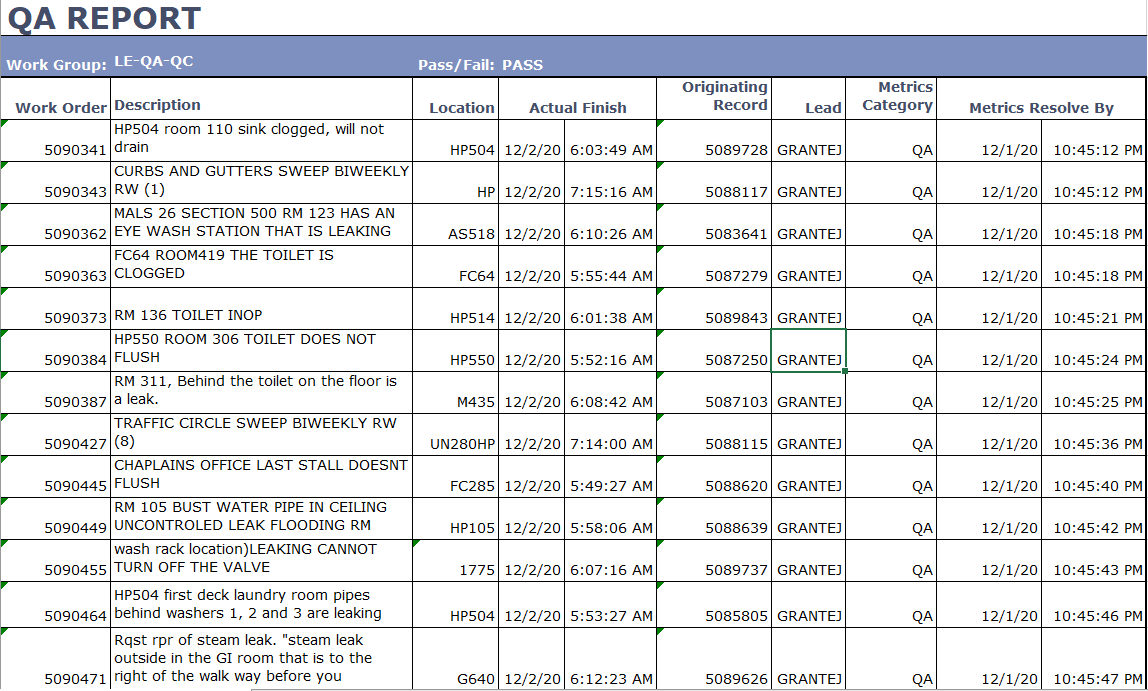 QA REPORT
Work Group: LE-QA-QC Pass/Fail: PASS
Work Order Description Location Actual Finish Originating Record Lead Metrics Category Metrics Resolve By
5090341 HP504 room 110 sink clogged, will not drain HP504 12/2/20 6:03:49 AM 5089728 GRANTEJ QA 12/1/20 10:45:12 PM
5090343 CURBS AND GUTTERS SWEEP BIWEEKLY RW (1) HP 12/2/20 7:15:16 AM 5088117 GRANTEJ QA 12/1/20 10:45:12 PM
5090362 MALS 26 SECTION 500 RM 123 HAS AN EYE WASH STATION THAT IS LEAKING AS518 12/2/20 6:10:26 AM 5083641 GRANTEJ QA 12/1/20 10:45:18 PM
5090363 FC64 ROOM419 THE TOILET IS CLOGGED FC64 12/2/20 5:55:44 AM 5087279 GRANTEJ QA 12/1/20 10:45:18 PM
5090373 RM 136 TOILET INOP HP514 12/2/20 6:01:38 AM 5089843 GRANTEJ QA 12/1/20 10:45:21 PM
5090384 HP550 ROOM 306 TOILET DOES NOT FLUSH HP550 12/2/20 5:52:16 AM 5087250 GRANTEJ QA 12/1/20 10:45:24 PM
5090387 RM 311, Behind the toilet on the floor is a leak. M435 12/2/20 6:08:42 AM 5087103 GRANTEJ QA 12/1/20 10:45:25 PM
5090427 TRAFFIC CIRCLE SWEEP BIWEEKLY RW (8) UN280HP 12/2/20 7:14:00 AM 5088115 GRANTEJ QA 12/1/20 10:45:36 PM
5090445 CHAPLAINS OFFICE LAST STALL DOESNT FLUSH FC285 12/2/20 5:49:27 AM 5088620 GRANTEJ QA 12/1/20 10:45:40 PM
5090449 RM 105 BUST WATER PIPE IN CEILING UNCONTROLED LEAK FLOODING RM HP105 12/2/20 5:58:06 AM 5088639 GRANTEJ QA 12/1/20 10:45:42 PM
5090455 wash rack location)LEAKING CANNOT TURN OFF THE VALVE 1775 12/2/20 6:07:16 AM 5089737 GRANTEJ QA 12/1/20 10:45:43 PM
5090464 HP504 first deck laundry room pipes behind washers 1, 2 and 3 are leaking HP504 12/2/20 5:53:27 AM 5085805 GRANTEJ QA 12/1/20 10:45:46 PM
5090471 Rqst rpr of steam leak. "steam leak outside in the GI room that is to the right of the walk way before you G640 12/2/20 6:12:23 AM 5089626 GRANTEJ QA 12/1/20 10:45:47 PM